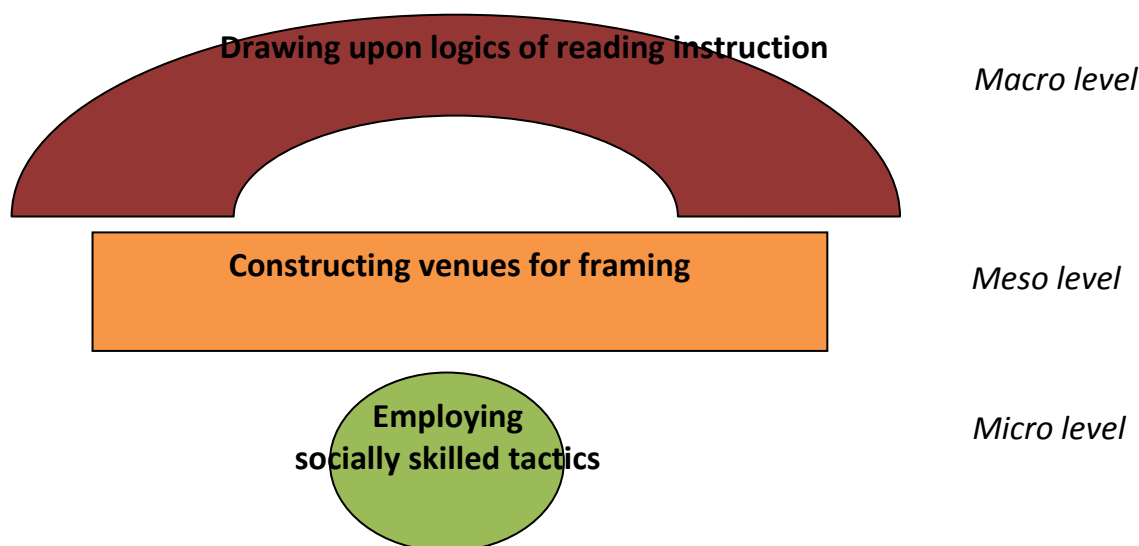 Drawing upon logics of reading instruction
Macro level
Constructing venues for framing
Meso level
Employing
socially skilled tactics
Micro level